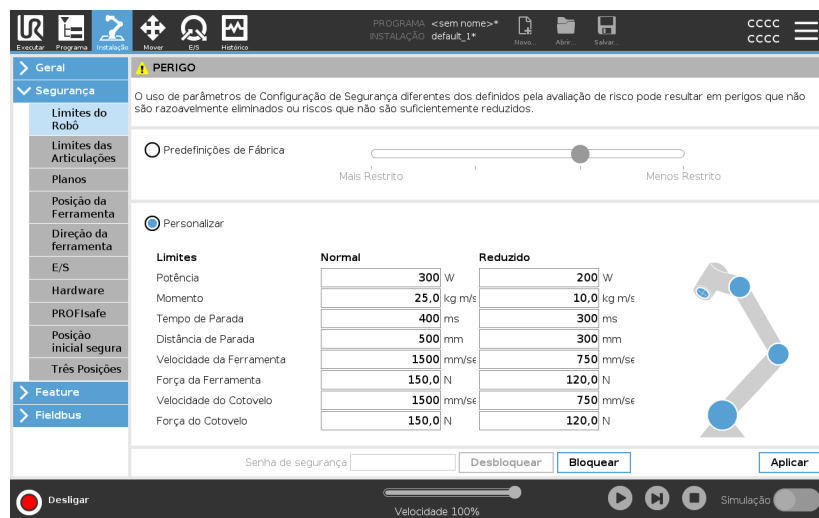 PROGRAMA <sem nome>*
INSTALAÇÃO default_1*
CCCC
CCCC
UR
Executar Programa Instalação Mover E/S Histórico Novo... Abrir... Salvar...
Geral
Segurança
Limites do
Robô
Limites das
Articulações
Planos
Posição da
Ferramenta
Direção da
ferramenta
E/S
Hardware
PROFIsafe
Posição
inicial segura
Três Posições
Feature
Fieldbus
PERIGO
O uso de parâmetros de Configuração de Segurança diferentes dos definidos pela avaliação de risco pode resultar em perigos que não
são razoavelmente eliminados ou riscos que não são suficientemente reduzidos.
Predefinições de Fábrica
Mais Restrito Menos Restrito
Personalizar
Limites Normal Reduzido
Potência 300 W 200 W
Momento 25,0 kg m/s 10,0 kg m/s
Tempo de Parada 400 ms 300 ms
Distância de Parada 500 mm 300 mm
Velocidade da Ferramenta 1500 mm/se 750 mm/se
Força da Ferramenta 150,0 N 120,0 N
Velocidade do Cotovelo 1500 mm/se 750 mm/se
Força do Cotovelo 150,0 N 120,0 N
Senha de segurança Desbloquear Bloquear Aplicar
Desligar
Velocidade 100%
Simulação